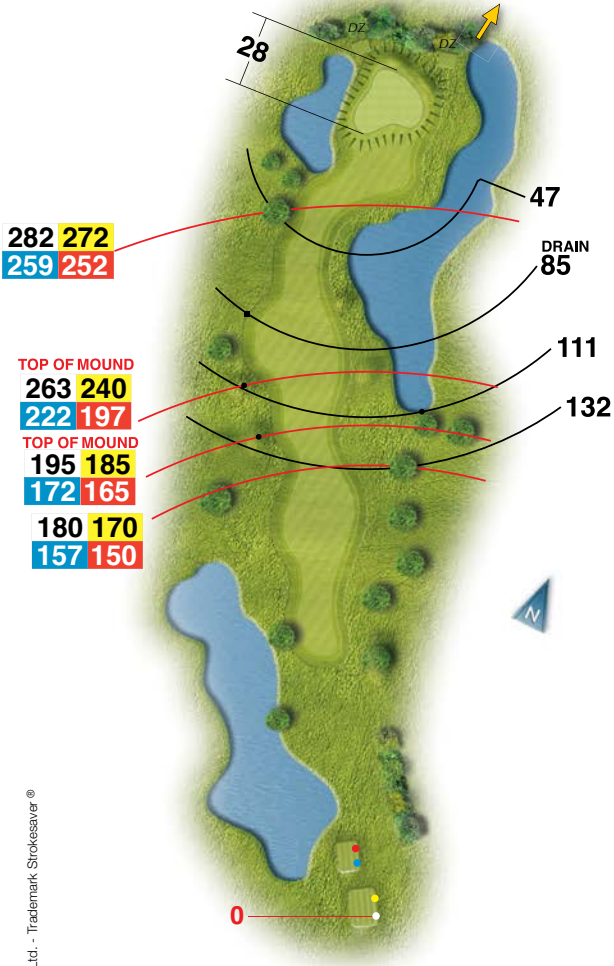 DZ
DZ
28
47
282 272
259 252
DRAIN
85
111
TOP OF MOUND
263 240
222 197
132
TOP OF MOUND
195 185
172 165
180 170
157 150
N
0
Ltd. - Trademark Strokesaver ®